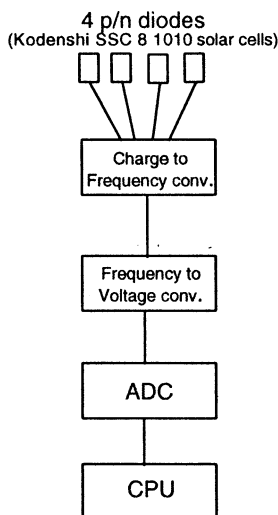 4 p/n diodes
(Kodenshi SSC 8 1010 solar cells)
Charge to
Frequency conv.
Frequency to
Voltage conv.
ADC
CPU